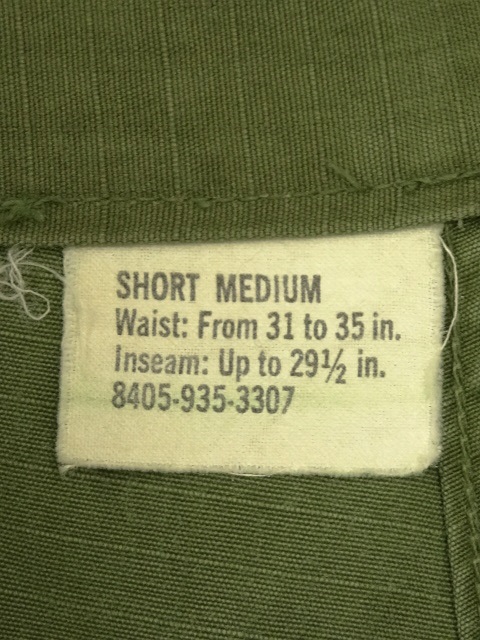 SHORT MEDIUM
Waist: From 31 to 35 in.
Inseam: Up to 29½ in.
8405-935-3307